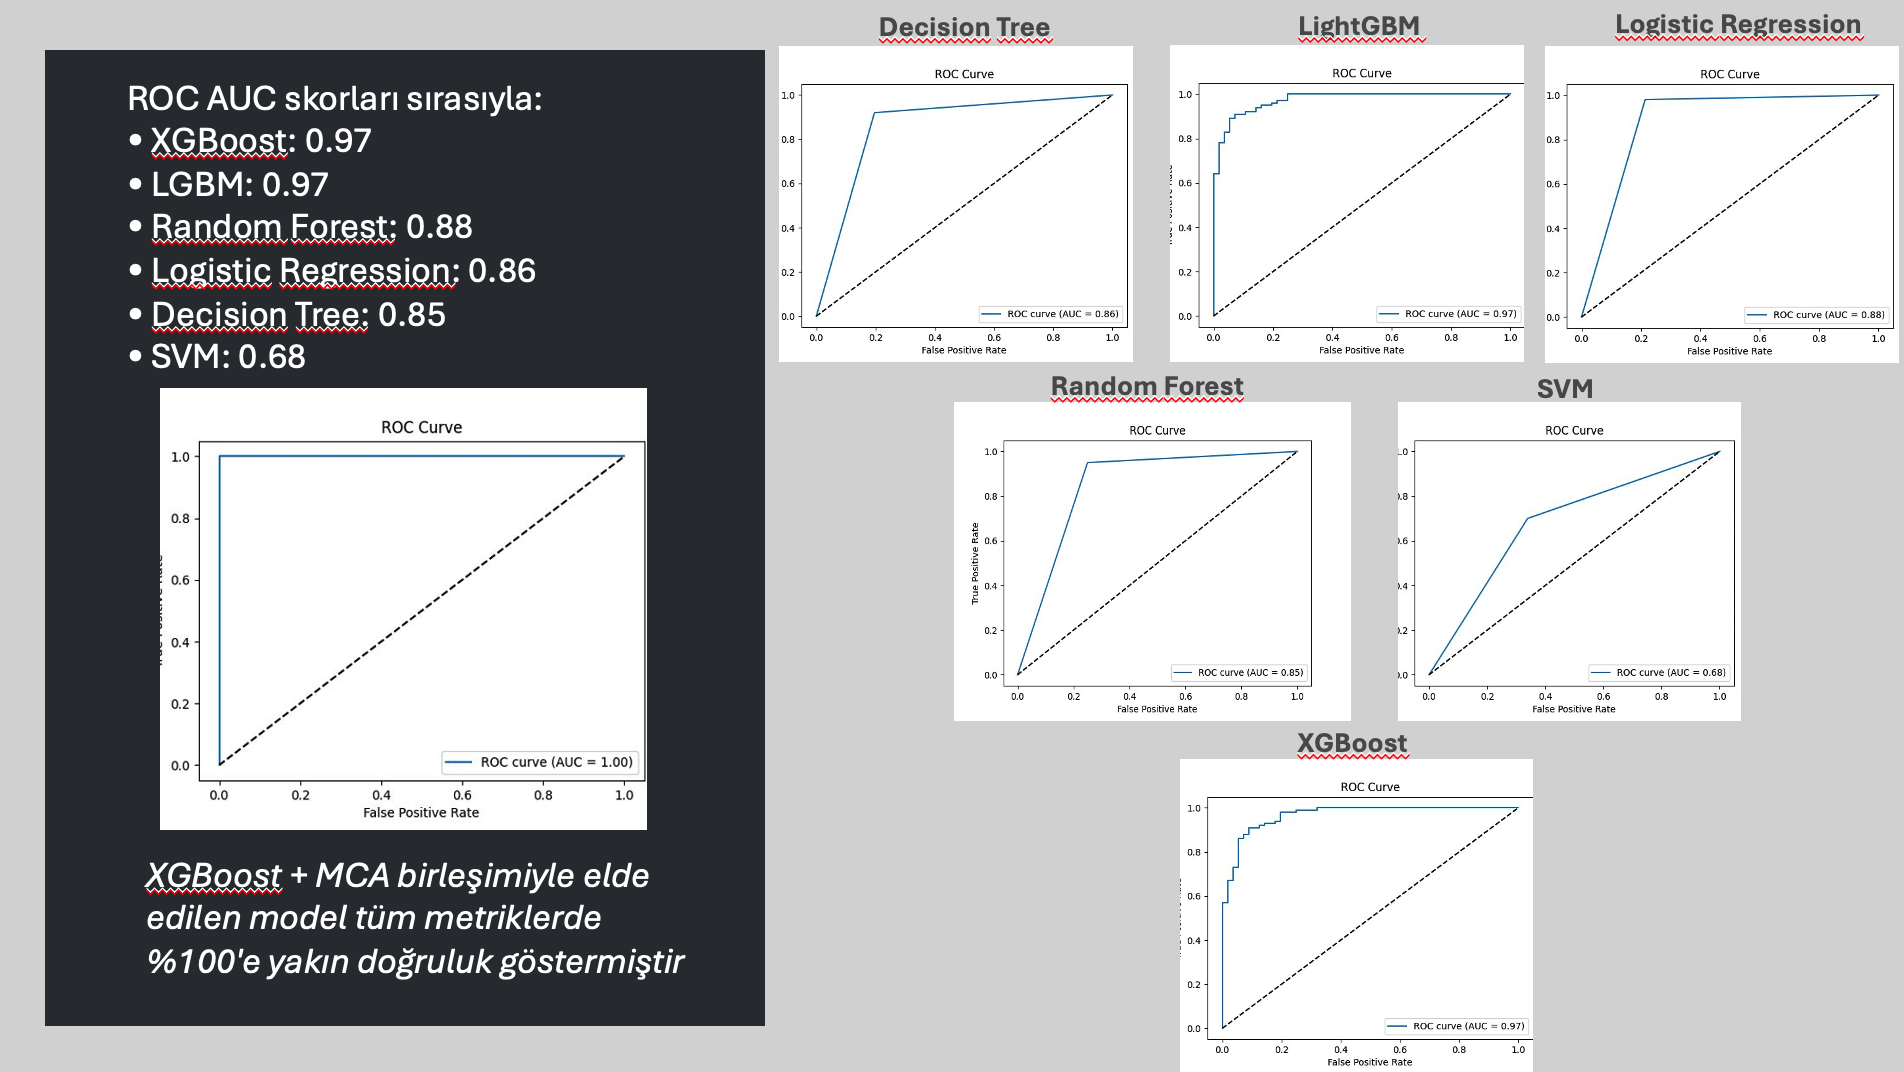 ROC AUC skorları sırasıyla:
• XGBoost: 0.97
• LGBM: 0.97
• Random Forest: 0.88
• Logistic Regression: 0.86
• Decision Tree: 0.85
• SVM: 0.68
ROC Curve
1.0
0.8
0.6
0.4
0.2
0.0
ROC curve (AUC = 1.00)
0.0 0.2 0.4 0.6 0.8 1.0
False Positive Rate
XGBoost + MCA birleşimiyle elde
edilen model tüm metriklerde
%100'e yakın doğruluk göstermiştir
Decision Tree
ROC Curve
1.0
0.8
0.6
0.4
0.2
0.0
ROC curve (AUC = 0.86)
0.0 0.2 0.4 0.6 0.8 1.0
False Positive Rate
LightGBM
ROC Curve
1.0
0.8
0.6
0.4
0.2
0.0
ROC curve (AUC = 0.97)
0.0 0.2 0.4 0.6 0.8 1.0
False Positive Rate
Logistic Regression
ROC Curve
1.0
0.8
0.6
0.4
0.2
0.0
ROC curve (AUC = 0.88)
0.0 0.2 0.4 0.6 0.8 1.0
False Positive Rate
Random Forest
ROC Curve
True Positive Rate
1.0
0.8
0.6
0.4
0.2
0.0
ROC curve (AUC = 0.85)
0.0 0.2 0.4 0.6 0.8 1.0
False Positive Rate
SVM
ROC Curve
ROC curve (AUC = 0.68)
0.0 0.2 0.4 0.6 0.8 1.0
False Positive Rate
XGBoost
ROC Curve
1.0
0.8
0.6
0.4
0.2
0.0
ROC curve (AUC = 0.97)
0.0 0.2 0.4 0.6 0.8 1.0
False Positive Rate